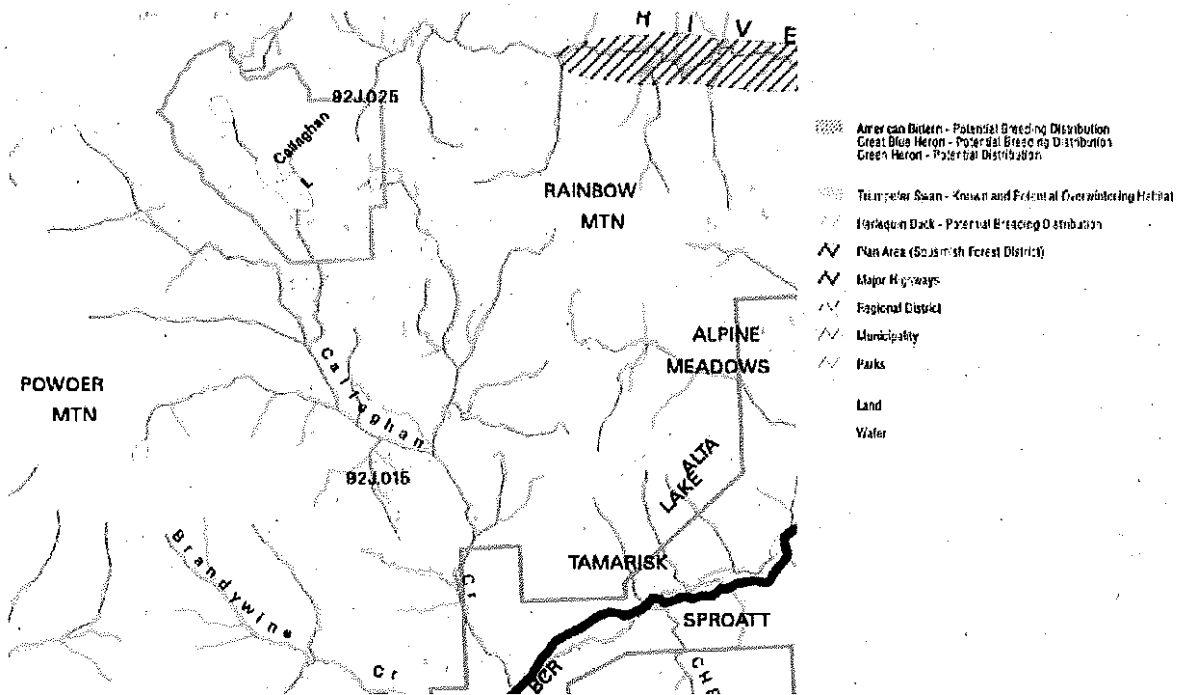 R I V E
92J.025
Callaghan
L
RAINBOW
MTN
ALPINE
MEADOWS
POWDER
MTN
Callaghan
92J.015
ALTA
LAKE
Brandywine
Cr
TAMARISK
SPROATT
Cr
BCR
CHE
American Bittern - Potential Breeding Distribution
Great Blue Heron - Potential Breeding Distribution
Green Heron - Potential Distribution
Trumpeter Swan - Known and Potential Overwintering Habitat
Harlequin Duck - Potential Breeding Distribution
Plan Area (Squamish Forest District)
Major Highways
Regional District
Municipality
Parks
Land
Water